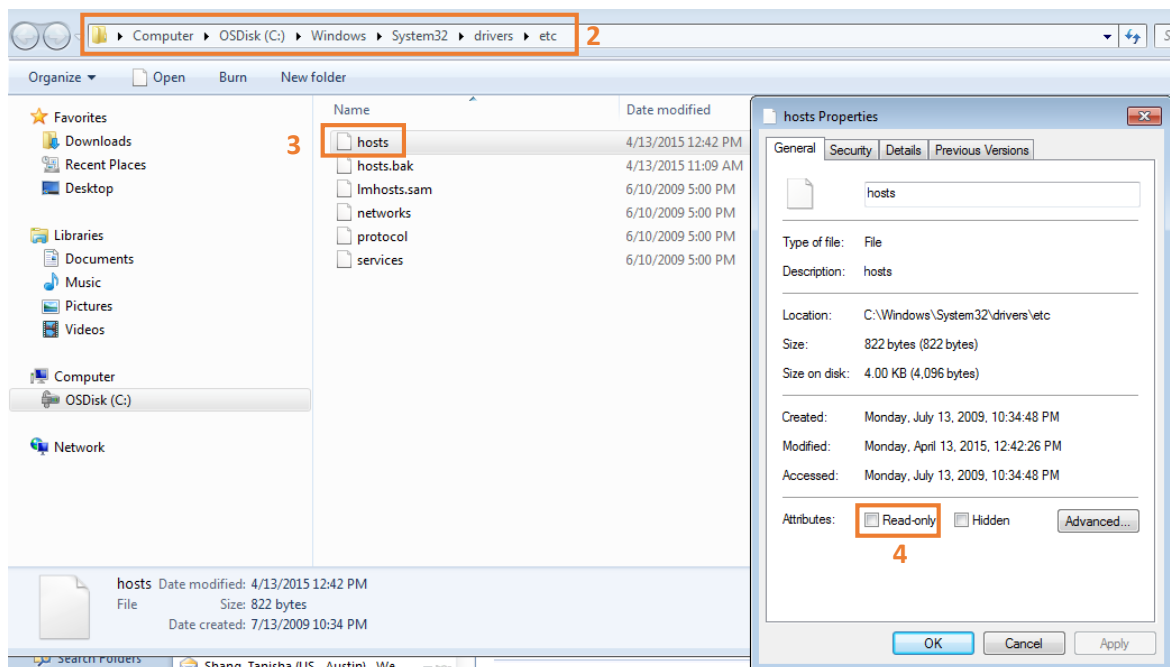 Computer OSDisk (C:) Windows System32 drivers etc 2
Organize Open Burn New folder
Favorites
Downloads
Recent Places
Desktop
Libraries
Documents
Music
Pictures
Videos
Computer
OSDisk (C:)
Network
Name Date modified
3 hosts 4/13/2015 12:42 PM
hosts.bak 4/13/2015 11:09 AM
lmhosts.sam 6/10/2009 5:00 PM
networks 6/10/2009 5:00 PM
protocol 6/10/2009 5:00 PM
services 6/10/2009 5:00 PM
hosts Properties
General Security Details Previous Versions
hosts
Type of file: File
Description: hosts
Location: C:\Windows\System32\drivers\etc
Size: 822 bytes (822 bytes)
Size on disk: 4.00 KB (4,096 bytes)
Created: Monday, July 13, 2009, 10:34:48 PM
Modified: Monday, April 13, 2015, 12:42:26 PM
Accessed: Monday, July 13, 2009, 10:34:48 PM
Attributes: Read-only Hidden Advanced...
4
OK Cancel Apply
hosts Date modified: 4/13/2015 12:42 PM
File Size: 822 bytes
Date created: 7/13/2009 10:34 PM
Search Folders
Shang, Tanisha (US - Austin) We